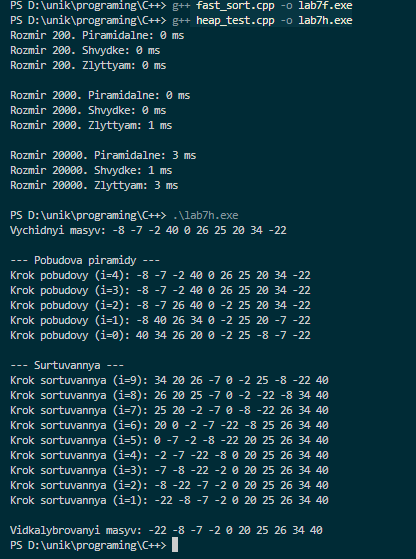 PS D:\unik\programing\C++> g++ fast_sort.cpp -o lab7f.exe
PS D:\unik\programing\C++> g++ heap_test.cpp -o lab7h.exe
Rozmir 200. Piramidalne: 0 ms
Rozmir 200. Shvydke: 0 ms
Rozmir 200. Zlyttyam: 0 ms
Rozmir 2000. Piramidalne: 0 ms
Rozmir 2000. Shvydke: 0 ms
Rozmir 2000. Zlyttyam: 1 ms
Rozmir 20000. Piramidalne: 3 ms
Rozmir 20000. Shvydke: 1 ms
Rozmir 20000. Zlyttyam: 3 ms
PS D:\unik\programing\C++> .\lab7h.exe
Vychidnyi masyv: -8 -7 -2 40 0 26 25 20 34 -22
--- Pobudova piramidy ---
Krok pobudovy (i=4): -8 -7 -2 40 0 26 25 20 34 -22
Krok pobudovy (i=3): -8 -7 -2 40 0 26 25 20 34 -22
Krok pobudovy (i=2): -8 -7 26 40 0 -2 25 20 34 -22
Krok pobudovy (i=1): -8 40 26 34 0 -2 25 20 -7 -22
Krok pobudovy (i=0): 40 34 26 20 0 -2 25 -8 -7 -22
--- Surtuvannya ---
Krok sortuvannya (i=9): 34 20 26 -7 0 -2 25 -8 -22 40
Krok sortuvannya (i=8): 26 20 25 -7 0 -2 -22 -8 34 40
Krok sortuvannya (i=7): 25 20 -2 -7 0 -8 -22 26 34 40
Krok sortuvannya (i=6): 20 0 -2 -7 -22 -8 25 26 34 40
Krok sortuvannya (i=5): 0 -7 -2 -8 -22 20 25 26 34 40
Krok sortuvannya (i=4): -2 -7 -22 -8 0 20 25 26 34 40
Krok sortuvannya (i=3): -7 -8 -22 -2 0 20 25 26 34 40
Krok sortuvannya (i=2): -8 -22 -7 -2 0 20 25 26 34 40
Krok sortuvannya (i=1): -22 -8 -7 -2 0 20 25 26 34 40
Vidkalybrovanyi masyv: -22 -8 -7 -2 0 20 25 26 34 40
PS D:\unik\programing\C++>